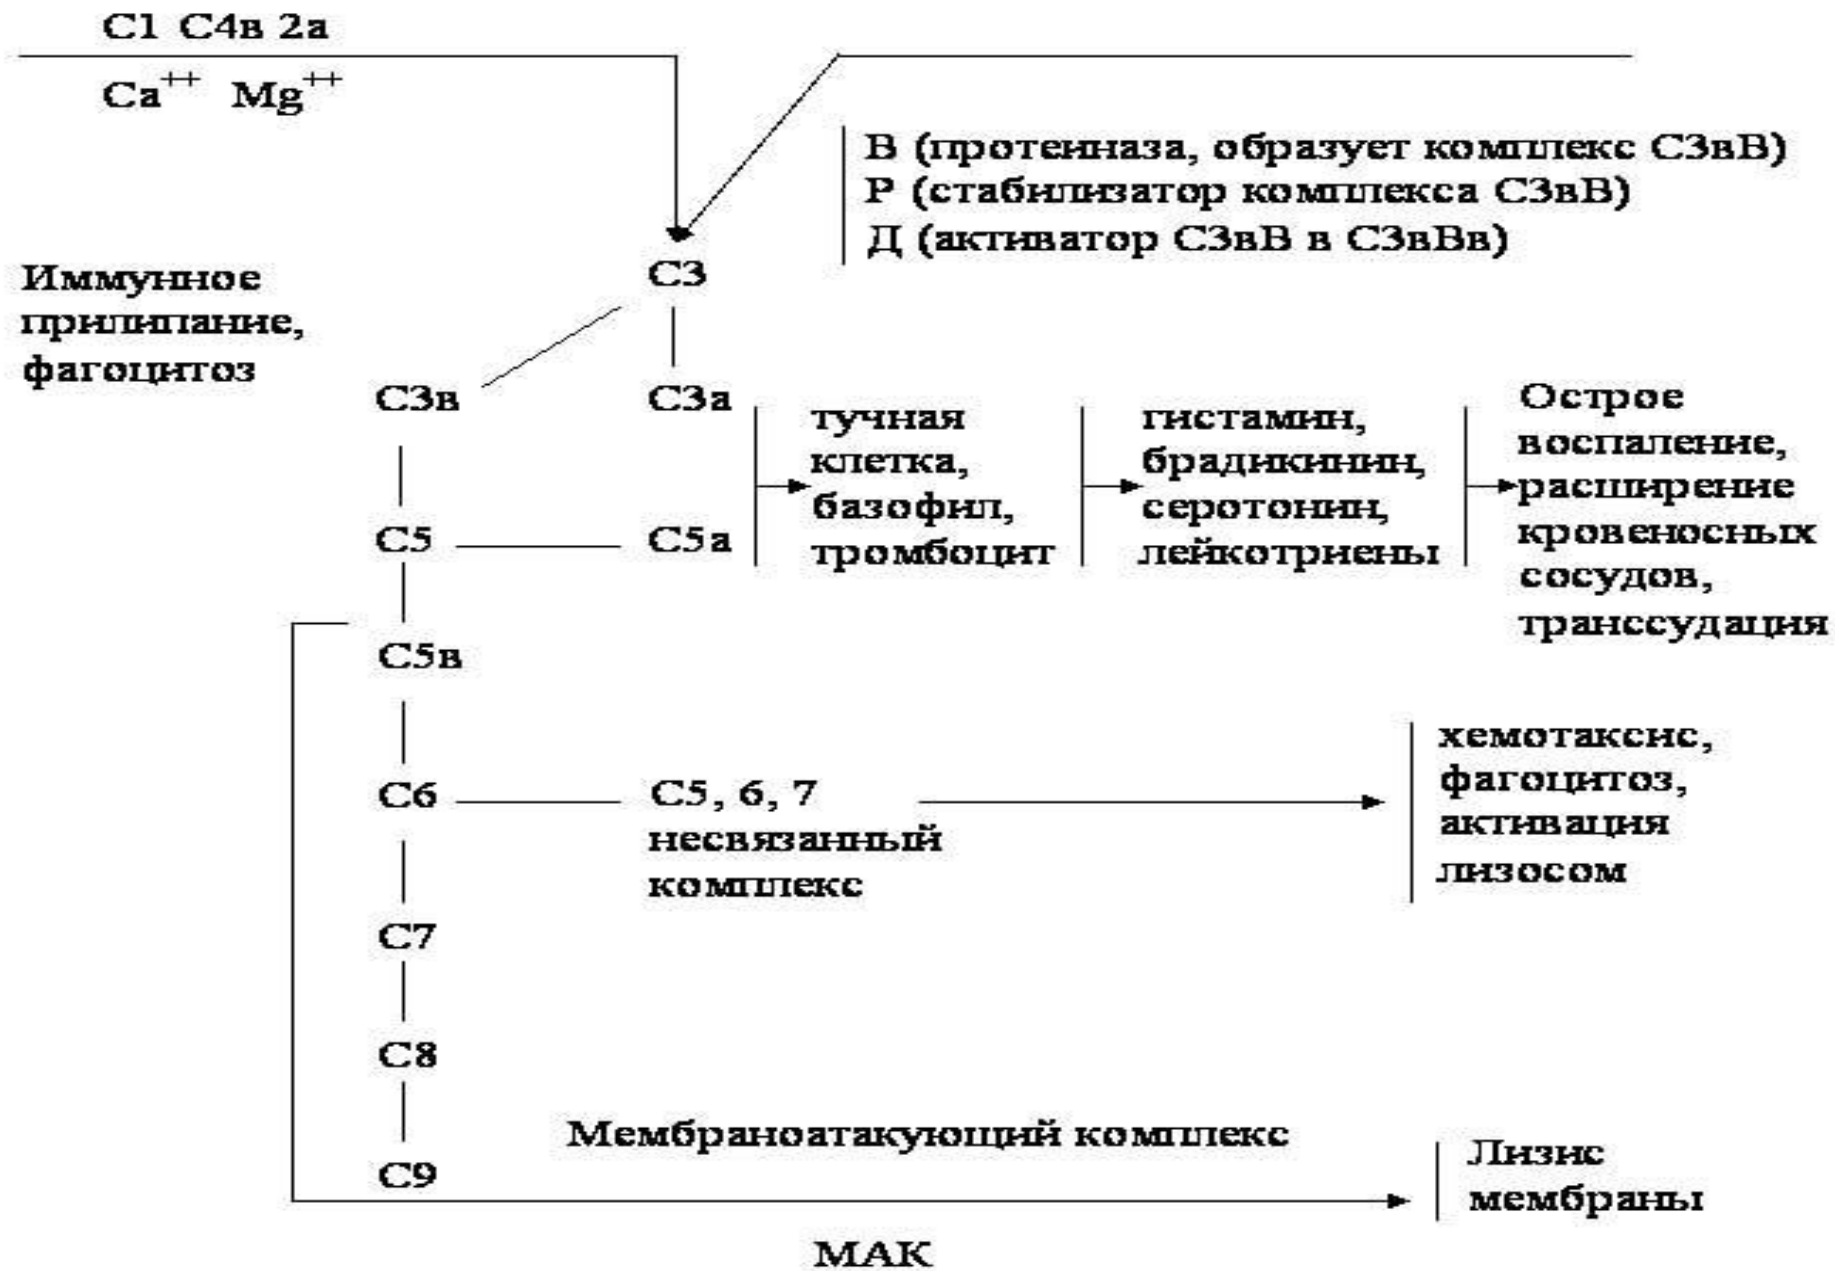 С1 С4в 2а
Ca++ Mg++
В (протеиназа, образует комплекс С3вВ)
Р (стабилизатор комплекса С3вВ)
Д (активатор С3вВ в С3вВв)
С3
Иммунное
прилипание,
фагоцитоз
С3в
С3а
тучная
клетка,
базофил,
тромбоцит
гистамин,
брадикинин,
серотонин,
лейкотриены
Острое
воспаление,
расширение
кровеносных
сосудов,
транссудация
С5
С5а
С5в
С6
С5, 6, 7
несвязанный
комплекс
хемотаксис,
фагоцитоз,
активация
лизосом
С7
С8
С9
Мембраноатакующий комплекс
Лизис
мембраны
МАК